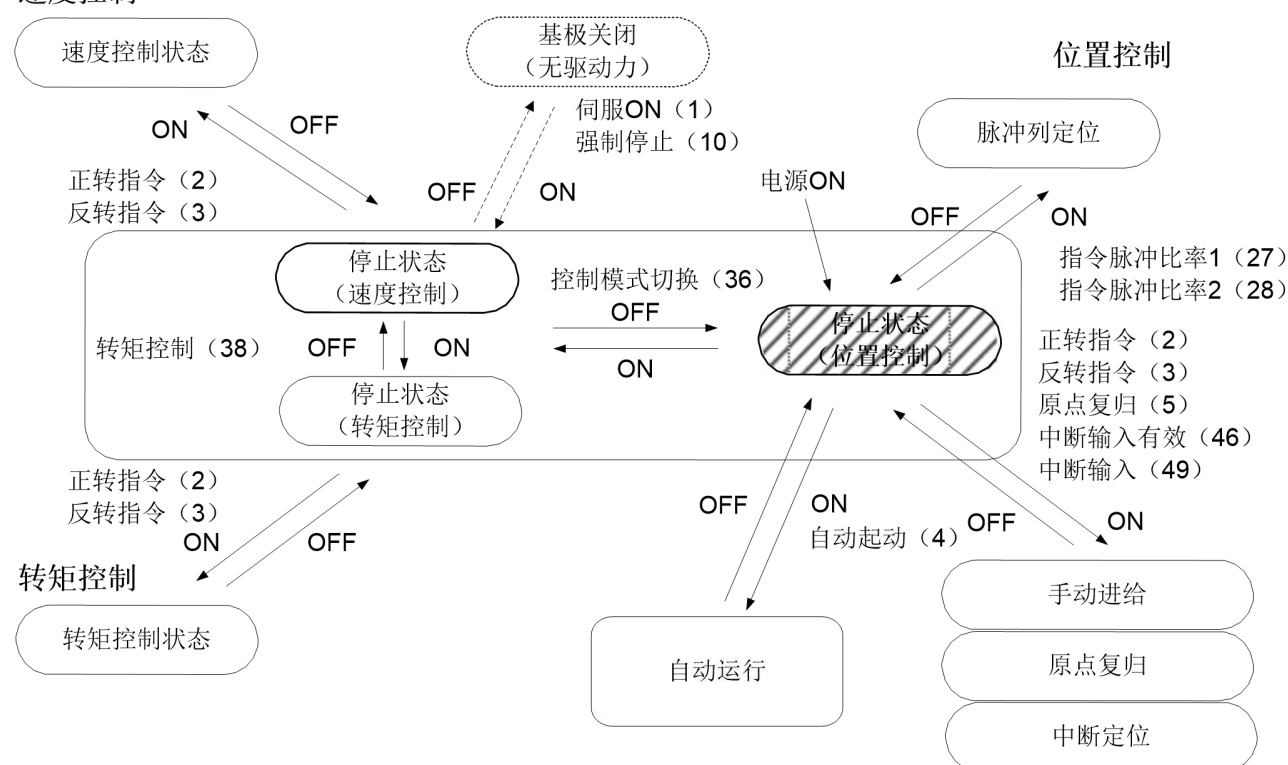 速度控制
速度控制状态
基极关闭
（无驱动力）
位置控制
脉冲列定位
ON
OFF
伺服ON（1）
强制停止（10）
正转指令（2）
反转指令（3）
OFF
ON
电源ON
OFF
ON
指令脉冲比率1（27）
指令脉冲比率2（28）
停止状态
（速度控制）
控制模式切换（36）
OFF
ON
停止状态
（位置控制）
转矩控制（38）
OFF
ON
停止状态
（转矩控制）
正转指令（2）
反转指令（3）
原点复归（5）
中断输入有效（46）
中断输入（49）
正转指令（2）
反转指令（3）
ON
OFF
OFF
ON
自动起动（4）
OFF
ON
转矩控制
转矩控制状态
自动运行
手动进给
原点复归
中断定位